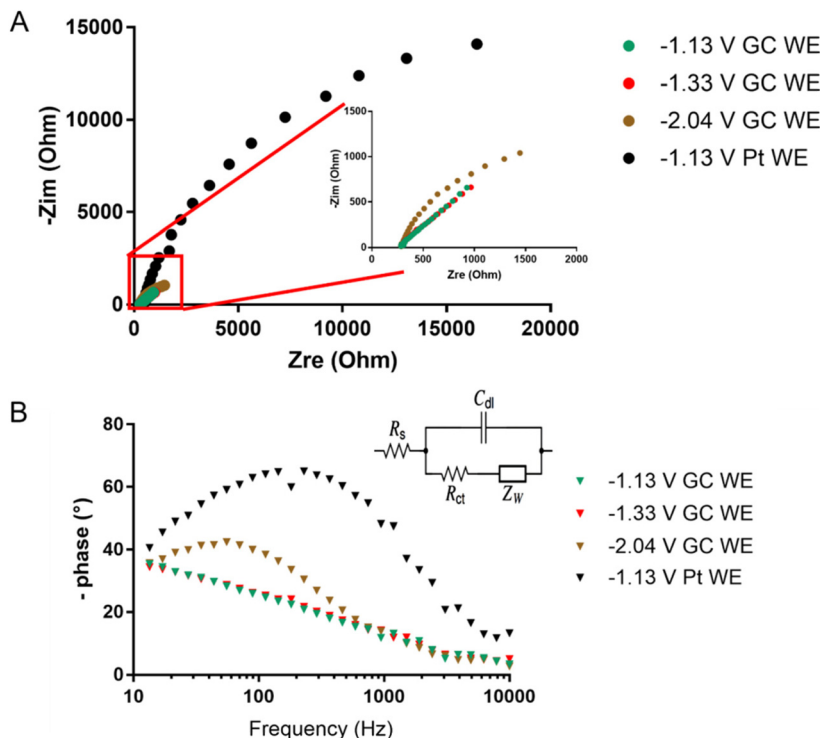 A
15000
10000
5000
0
-Zim (Ohm)
0 5000 10000 15000 20000
Zre (Ohm)
1500
1000
500
0
-Zim (Ohm)
0 500 1000 1500 2000
Zre (Ohm)
-1.13 V GC WE
-1.33 V GC WE
-2.04 V GC WE
-1.13 V Pt WE
B
80
60
40
20
0
- phase (°)
10 100 1000 10000
Frequency (Hz)
Cdl
Rs
Rct
ZW
-1.13 V GC WE
-1.33 V GC WE
-2.04 V GC WE
-1.13 V Pt WE